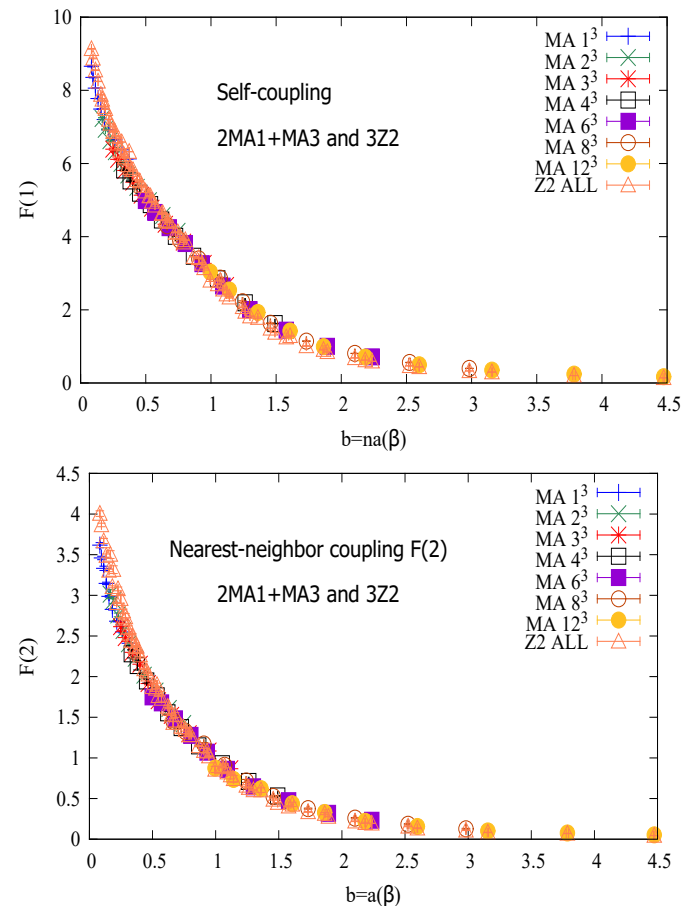 10
8
6
4
2
0
F(1)
Self-coupling
2MA1+MA3 and 3Z2
MA 1³
MA 2³
MA 3³
MA 4³
MA 6³
MA 8³
MA 12³
Z2 ALL
0 0.5 1 1.5 2 2.5 3 3.5 4 4.5
b=na(β)
4.5
4
3.5
3
2.5
2
1.5
1
0.5
0
F(2)
Nearest-neighbor coupling F(2)
2MA1+MA3 and 3Z2
MA 1³
MA 2³
MA 3³
MA 4³
MA 6³
MA 8³
MA 12³
Z2 ALL
0 0.5 1 1.5 2 2.5 3 3.5 4 4.5
b=a(β)